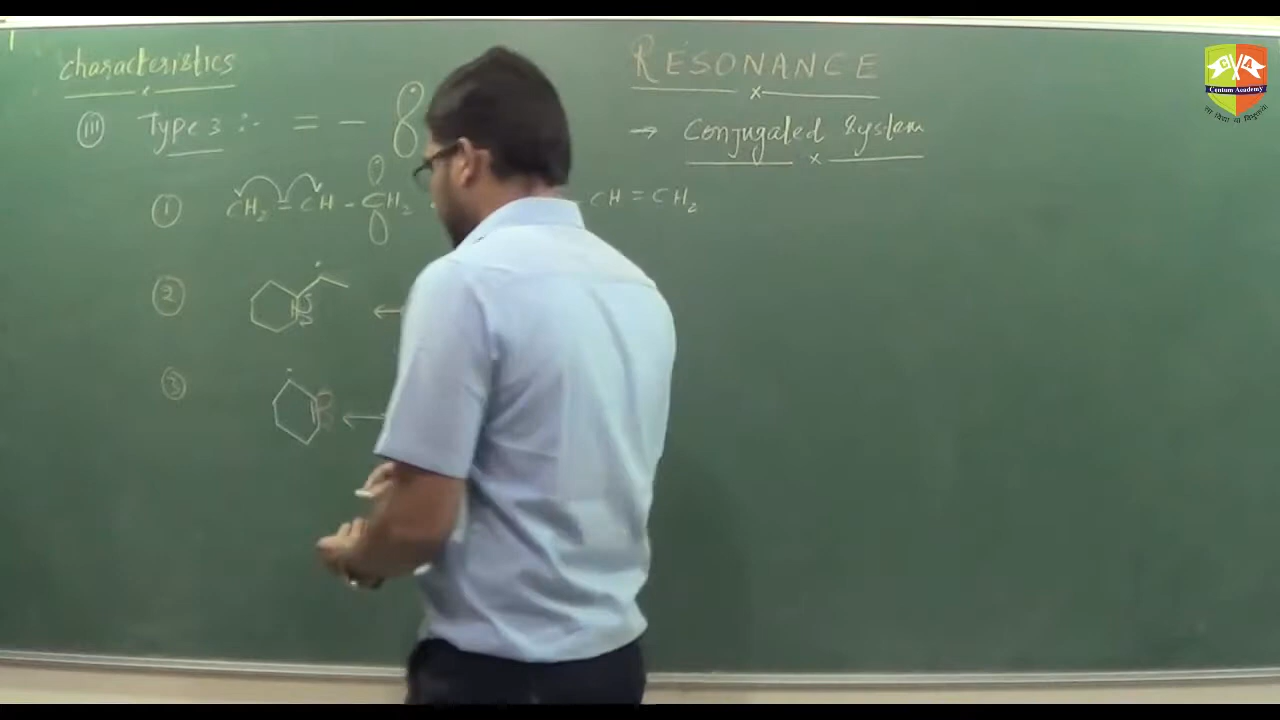 characteristics
RESONANCE
(iii) Type 3 :- = -
→ Conjugated System
① CH₂ = CH - CH₂ - CH = CH₂
② ←
③ ←
Centum Academy